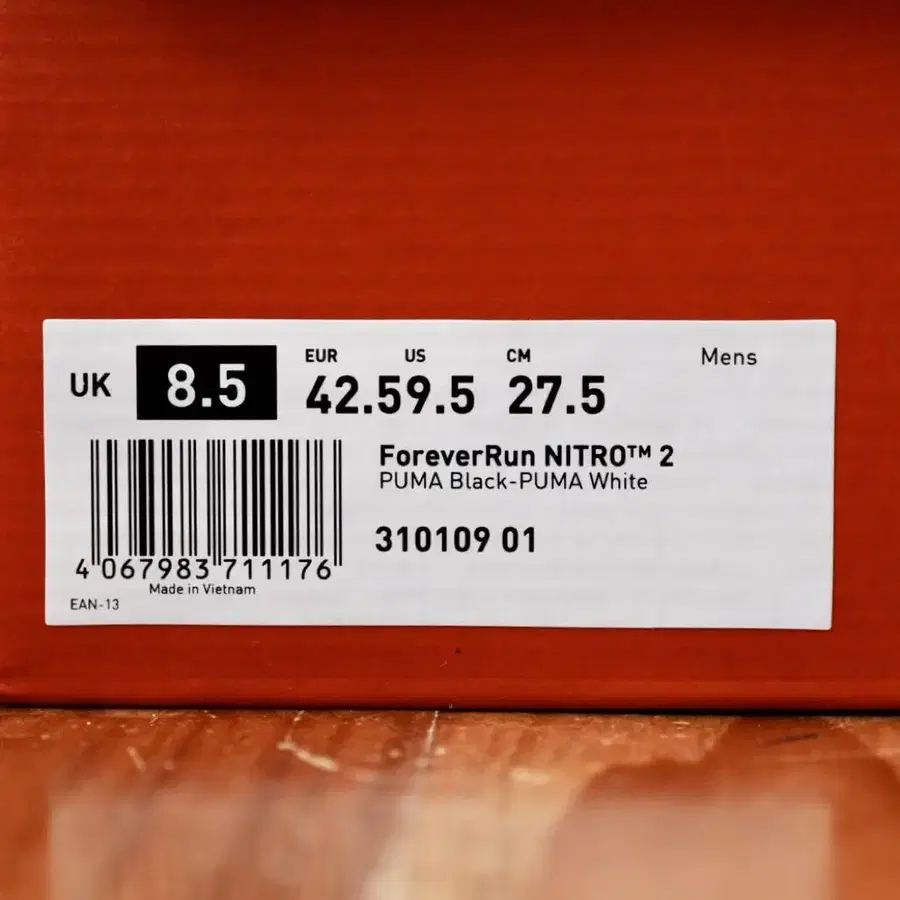 EUR US CM Mens
UK 8.5 42.5 9.5 27.5
ForeverRun NITRO™ 2
PUMA Black-PUMA White
310109 01
4 067983 711176
Made in Vietnam
EAN-13